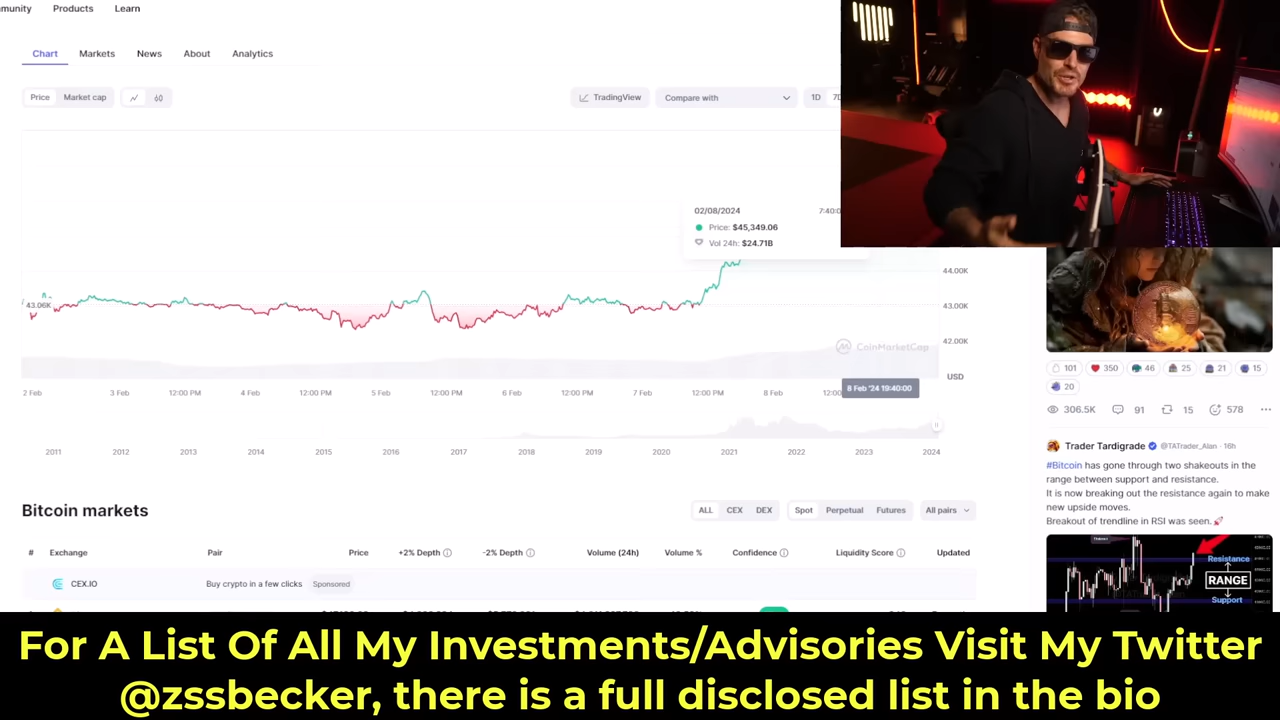 munity Products Learn
Chart Markets News About Analytics
Price Market cap
TradingView Compare with 1D
02/08/2024 7:40:0
Price: $45,349.06
Vol 24h: $24.71B
44.00K
43.06K
43.00K
42.00K
CoinMarketCap
USD
2 Feb 3 Feb 12:00 PM 4 Feb 12:00 PM 5 Feb 12:00 PM 6 Feb 12:00 PM 7 Feb 12:00 PM 8 Feb 12:00
8 Feb '24 19:40:00
2011 2012 2013 2014 2015 2016 2017 2018 2019 2020 2021 2022 2023 2024
Bitcoin markets
ALL CEX DEX Spot Perpetual Futures All pairs
# Exchange Pair Price +2% Depth -2% Depth Volume (24h) Volume % Confidence Liquidity Score Updated
CEX.IO Buy crypto in a few clicks Sponsored
101 350 46 25 21 15
20
306.5K 91 15 578
Trader Tardigrade @TATrader_Alan · 16h
#Bitcoin has gone through two shakeouts in the
range between support and resistance.
It is now breaking out the resistance again to make
new upside moves.
Breakout of trendline in RSI was seen.🚀
Resistance
RANGE
Support
For A List Of All My Investments/Advisories Visit My Twitter
@zssbecker, there is a full disclosed list in the bio